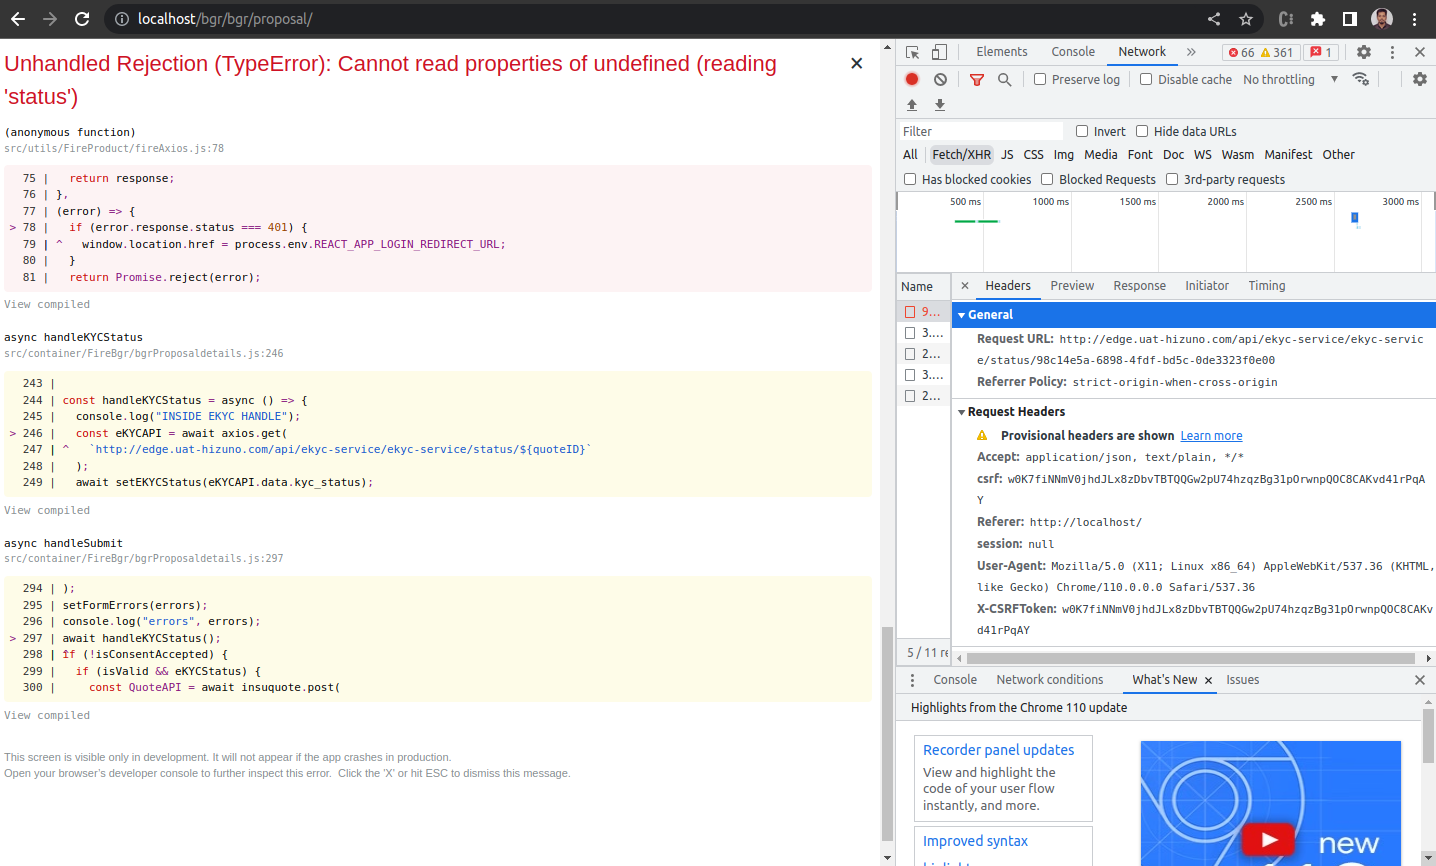 localhost/bgr/bgr/proposal/
Unhandled Rejection (TypeError): Cannot read properties of undefined (reading
'status')
(anonymous function)
src/utils/FireProduct/fireAxios.js:78
75 |   return response;
76 | },
77 | (error) => {
> 78 |   if (error.response.status === 401) {
79 | ^   window.location.href = process.env.REACT_APP_LOGIN_REDIRECT_URL;
80 |   }
81 |   return Promise.reject(error);
View compiled
async handleKYCStatus
src/container/FireBgr/bgrProposaldetails.js:246
243 |
244 | const handleKYCStatus = async () => {
245 |   console.log("INSIDE EKYC HANDLE");
> 246 |   const eKYCAPI = await axios.get(
247 | ^   `http://edge.uat-hizuno.com/api/ekyc-service/ekyc-service/status/${quoteID}`
248 |   );
249 |   await setEKYCStatus(eKYCAPI.data.kyc_status);
View compiled
async handleSubmit
src/container/FireBgr/bgrProposaldetails.js:297
294 | );
295 | setFormErrors(errors);
296 | console.log("errors", errors);
> 297 | await handleKYCStatus();
298 | if (!isConsentAccepted) {
299 |   if (isValid && eKYCStatus) {
300 |     const QuoteAPI = await insuquote.post(
View compiled
This screen is visible only in development. It will not appear if the app crashes in production.
Open your browser's developer console to further inspect this error.  Click the 'X' or hit ESC to dismiss this message.
Elements Console Network » 66 361 1
Preserve log Disable cache No throttling
Filter Invert Hide data URLs
All Fetch/XHR JS CSS Img Media Font Doc WS Wasm Manifest Other
Has blocked cookies Blocked Requests 3rd-party requests
500 ms 1000 ms 1500 ms 2000 ms 2500 ms 3000 ms
Name × Headers Preview Response Initiator Timing
9...
3....
2...
3....
2...
5 / 11 re
General
Request URL: http://edge.uat-hizuno.com/api/ekyc-service/ekyc-servic
e/status/98c14e5a-6898-4fdf-bd5c-0de3323f0e00
Referrer Policy: strict-origin-when-cross-origin
Request Headers
Provisional headers are shown Learn more
Accept: application/json, text/plain, */*
csrf: w0K7fiNNmV0jhdJLx8zDbvTBTQQGw2pU74hzqzBg31pOrwnpQOC8CAKvd41rPqA
Y
Referer: http://localhost/
session: null
User-Agent: Mozilla/5.0 (X11; Linux x86_64) AppleWebKit/537.36 (KHTML,
like Gecko) Chrome/110.0.0.0 Safari/537.36
X-CSRFToken: w0K7fiNNmV0jhdJLx8zDbvTBTQQGw2pU74hzqzBg31pOrwnpQOC8CAKv
d41rPqAY
Console Network conditions What's New × Issues
Highlights from the Chrome 110 update
Recorder panel updates
View and highlight the
code of your user flow
instantly, and more.
Improved syntax
new